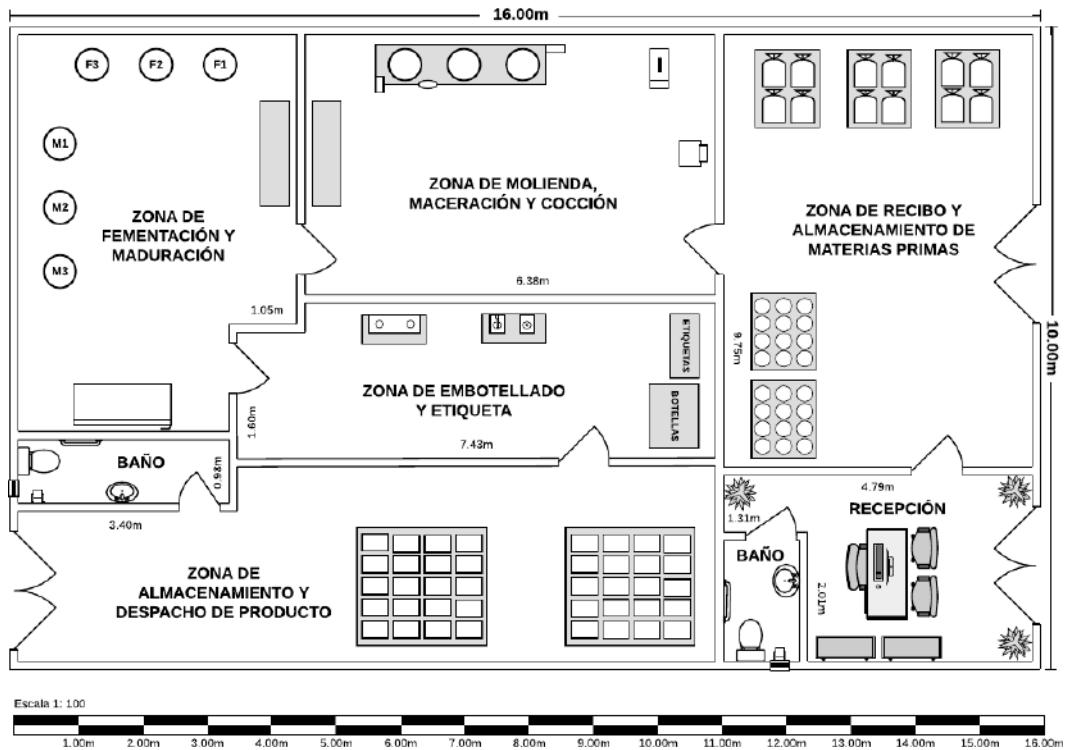 16.00m
F3
F2
F1
M1
M2
M3
ZONA DE
FEMENTACIÓN Y
MADURACIÓN
ZONA DE MOLIENDA,
MACERACIÓN Y COCCIÓN
ZONA DE RECIBO Y
ALMACENAMIENTO DE
MATERIAS PRIMAS
6.38m
1.05m
10.00m
9.75m
ETIQUETAS
BOTELLAS
ZONA DE EMBOTELLADO
Y ETIQUETA
1.60m
7.43m
BAÑO
0.98m
3.40m
4.79m
RECEPCIÓN
1.31m
BAÑO
2.01m
ZONA DE
ALMACENAMIENTO Y
DESPACHO DE PRODUCTO
Escala 1: 100
1.00m 2.00m 3.00m 4.00m 5.00m 6.00m 7.00m 8.00m 9.00m 10.00m 11.00m 12.00m 13.00m 14.00m 15.00m 16.00m